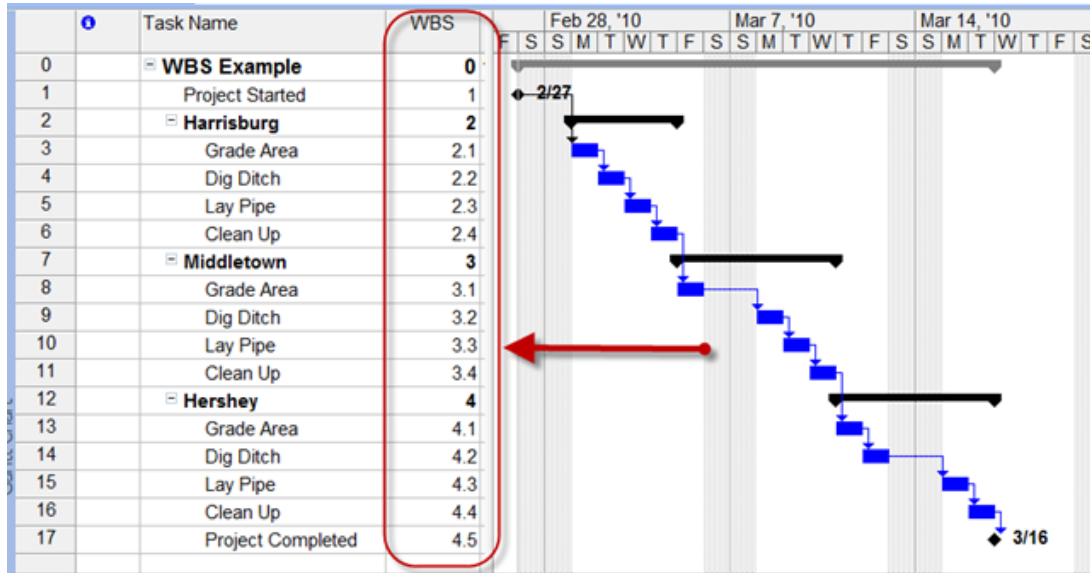 Task Name WBS Feb 28, '10 Mar 7, '10 Mar 14, '10
F S S M T W T F S S M T W T F S S M T W T F S
0 WBS Example 0
1 Project Started 1 2/27
2 Harrisburg 2
3 Grade Area 2.1
4 Dig Ditch 2.2
5 Lay Pipe 2.3
6 Clean Up 2.4
7 Middletown 3
8 Grade Area 3.1
9 Dig Ditch 3.2
10 Lay Pipe 3.3
11 Clean Up 3.4
12 Hershey 4
13 Grade Area 4.1
14 Dig Ditch 4.2
15 Lay Pipe 4.3
16 Clean Up 4.4
17 Project Completed 4.5 3/16